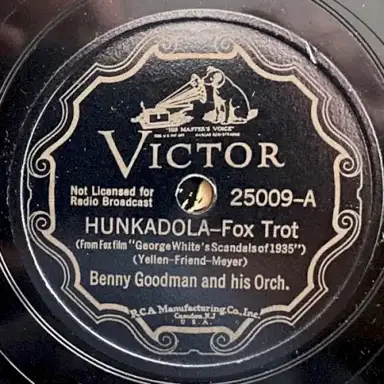 "HIS MASTER'S VOICE"
VICTOR
Not Licensed for
Radio Broadcast
25009-A
HUNKADOLA–Fox Trot
(From Fox film "George White's Scandals of 1935")
(Yellen-Friend-Meyer)
Benny Goodman and his Orch.
R.C.A. Manufacturing Co., Inc.
Camden, N.J.
U.S.A.